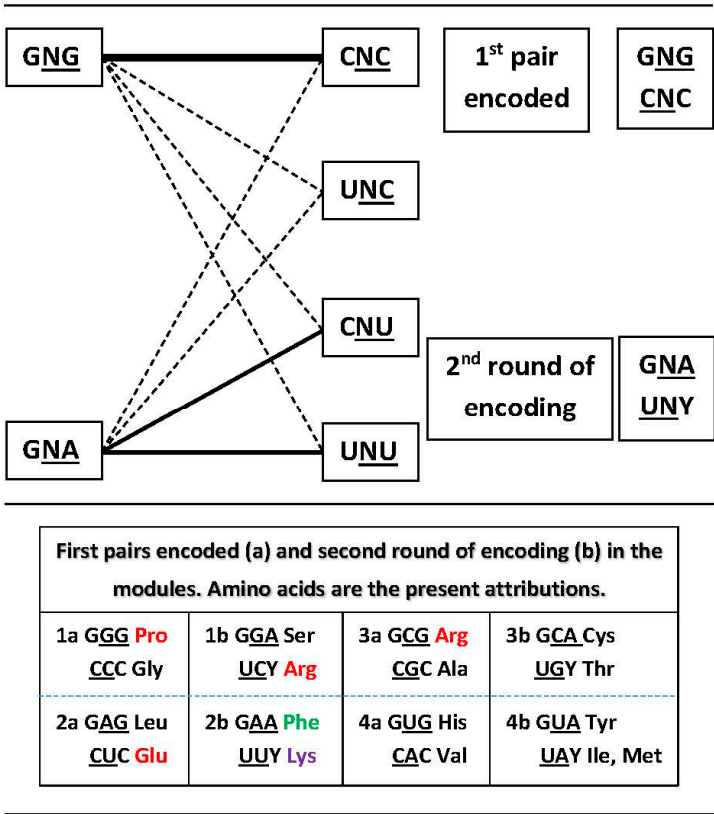 GNG
CNC
1st pair
encoded
GNG
CNC
UNC
CNU
2nd round of
encoding
GNA
UNY
GNA
UNU
First pairs encoded (a) and second round of encoding (b) in the
modules. Amino acids are the present attributions.
1a GGG Pro
CCC Gly
1b GGA Ser
UCY Arg
3a GCG Arg
CGC Ala
3b GCA Cys
UGY Thr
2a GAG Leu
CUC Glu
2b GAA Phe
UUY Lys
4a GUG His
CAC Val
4b GUA Tyr
UAY Ile, Met